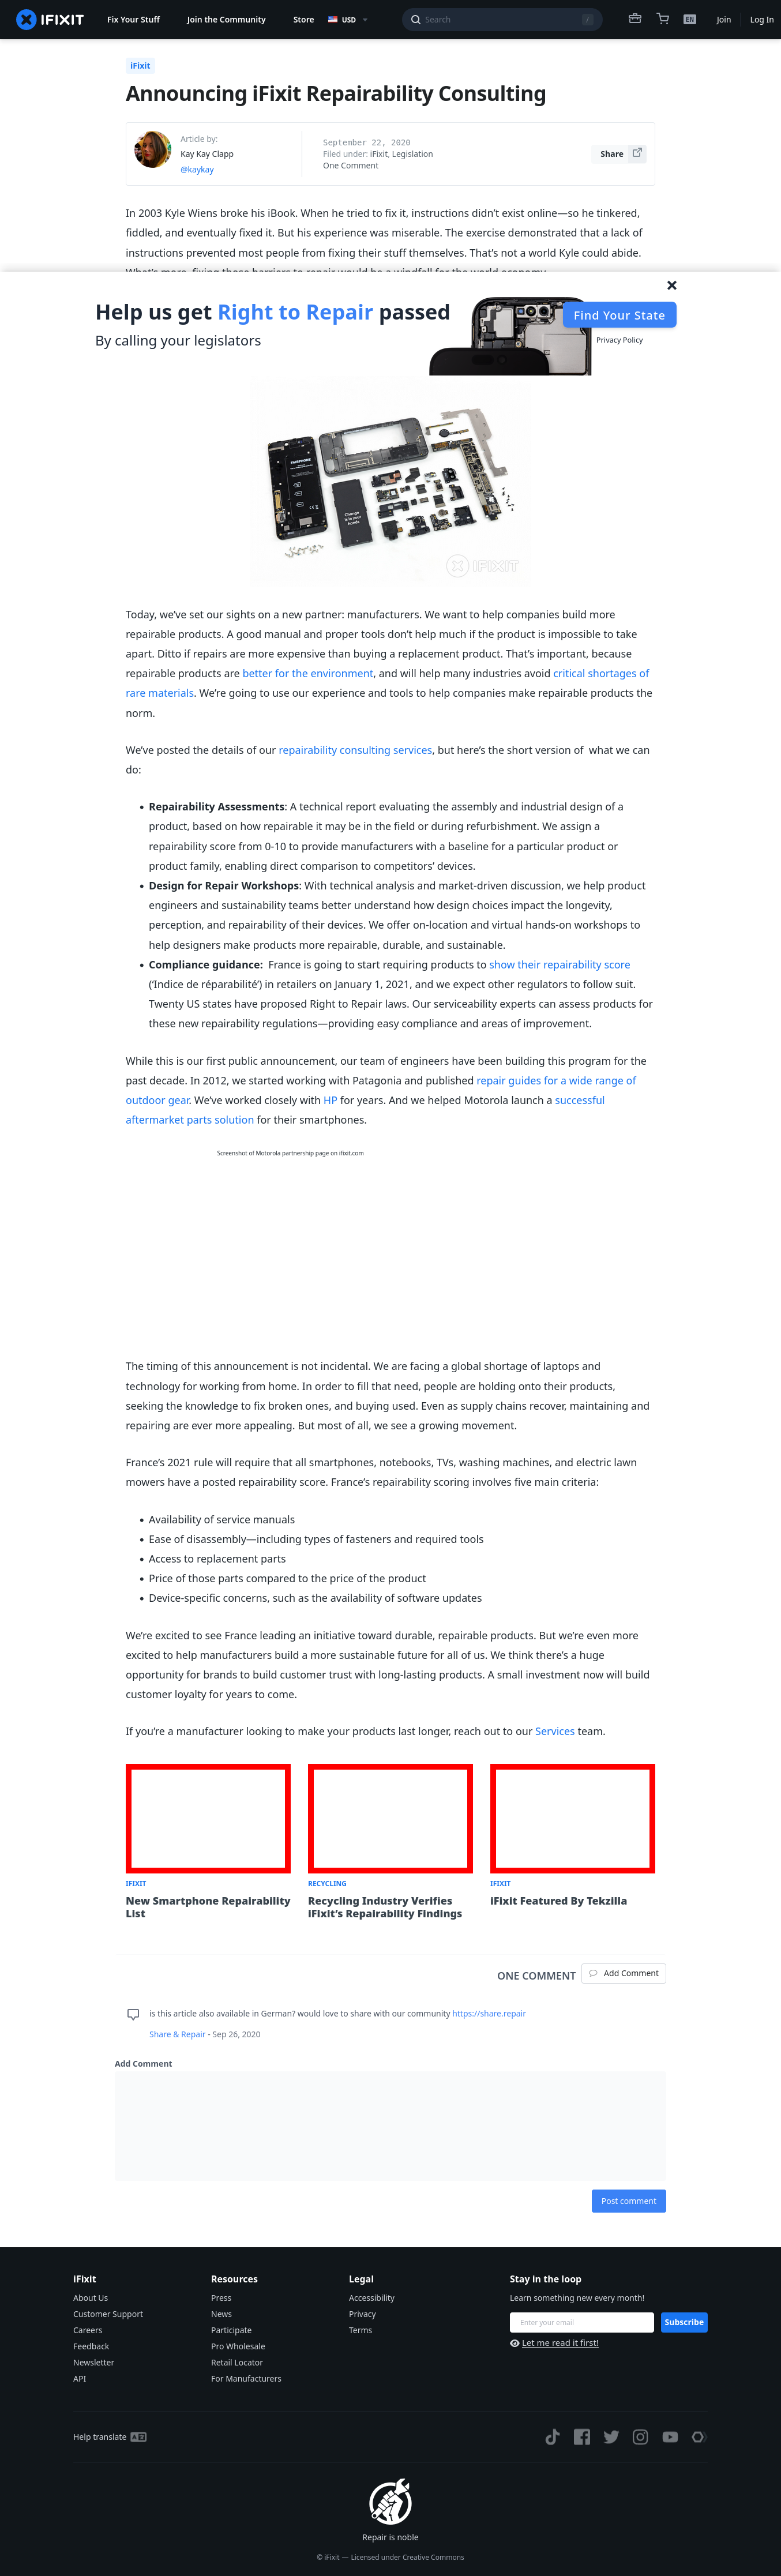 IFIXIT
Fix Your Stuff
Join the Community
Store
USD
Search
/
EN
Join
Log In
iFixit
Announcing iFixit Repairability Consulting
Article by:
Kay Kay Clapp
@kaykay
September 22, 2020
Filed under: iFixit, Legislation
One Comment
Share
In 2003 Kyle Wiens broke his iBook. When he tried to fix it, instructions didn’t exist online—so he tinkered,
fiddled, and eventually fixed it. But his experience was miserable. The exercise demonstrated that a lack of
instructions prevented most people from fixing their stuff themselves. That’s not a world Kyle could abide.
What’s more, fixing those barriers to repair would be a windfall for the world economy.
Help us get Right to Repair passed
By calling your legislators
Find Your State
Privacy Policy
FAIRPHONE
Change is in your hands
IFIXIT
Today, we’ve set our sights on a new partner: manufacturers. We want to help companies build more
repairable products. A good manual and proper tools don’t help much if the product is impossible to take
apart. Ditto if repairs are more expensive than buying a replacement product. That’s important, because
repairable products are better for the environment, and will help many industries avoid critical shortages of
rare materials. We’re going to use our experience and tools to help companies make repairable products the
norm.
We’ve posted the details of our repairability consulting services, but here’s the short version of  what we can
do:
• Repairability Assessments: A technical report evaluating the assembly and industrial design of a
product, based on how repairable it may be in the field or during refurbishment. We assign a
repairability score from 0-10 to provide manufacturers with a baseline for a particular product or
product family, enabling direct comparison to competitors’ devices.
• Design for Repair Workshops: With technical analysis and market-driven discussion, we help product
engineers and sustainability teams better understand how design choices impact the longevity,
perception, and repairability of their devices. We offer on-location and virtual hands-on workshops to
help designers make products more repairable, durable, and sustainable.
• Compliance guidance:  France is going to start requiring products to show their repairability score
(‘Indice de réparabilité’) in retailers on January 1, 2021, and we expect other regulators to follow suit.
Twenty US states have proposed Right to Repair laws. Our serviceability experts can assess products for
these new repairability regulations—providing easy compliance and areas of improvement.
While this is our first public announcement, our team of engineers have been building this program for the
past decade. In 2012, we started working with Patagonia and published repair guides for a wide range of
outdoor gear. We’ve worked closely with HP for years. And we helped Motorola launch a successful
aftermarket parts solution for their smartphones.
Screenshot of Motorola partnership page on ifixit.com
The timing of this announcement is not incidental. We are facing a global shortage of laptops and
technology for working from home. In order to fill that need, people are holding onto their products,
seeking the knowledge to fix broken ones, and buying used. Even as supply chains recover, maintaining and
repairing are ever more appealing. But most of all, we see a growing movement.
France’s 2021 rule will require that all smartphones, notebooks, TVs, washing machines, and electric lawn
mowers have a posted repairability score. France’s repairability scoring involves five main criteria:
• Availability of service manuals
• Ease of disassembly—including types of fasteners and required tools
• Access to replacement parts
• Price of those parts compared to the price of the product
• Device-specific concerns, such as the availability of software updates
We’re excited to see France leading an initiative toward durable, repairable products. But we’re even more
excited to help manufacturers build a more sustainable future for all of us. We think there’s a huge
opportunity for brands to build customer trust with long-lasting products. A small investment now will build
customer loyalty for years to come.
If you’re a manufacturer looking to make your products last longer, reach out to our Services team.
IFIXIT
New Smartphone Repairability
List
RECYCLING
Recycling Industry Verifies
iFixit’s Repairability Findings
IFIXIT
iFixit Featured By Tekzilla
ONE COMMENT
Add Comment
is this article also available in German? would love to share with our community https://share.repair
Share & Repair - Sep 26, 2020
Add Comment
Post comment
iFixit
About Us
Customer Support
Careers
Feedback
Newsletter
API
Resources
Press
News
Participate
Pro Wholesale
Retail Locator
For Manufacturers
Legal
Accessibility
Privacy
Terms
Stay in the loop
Learn something new every month!
Enter your email
Subscribe
Let me read it first!
Help translate
Repair is noble
© iFixit — Licensed under Creative Commons